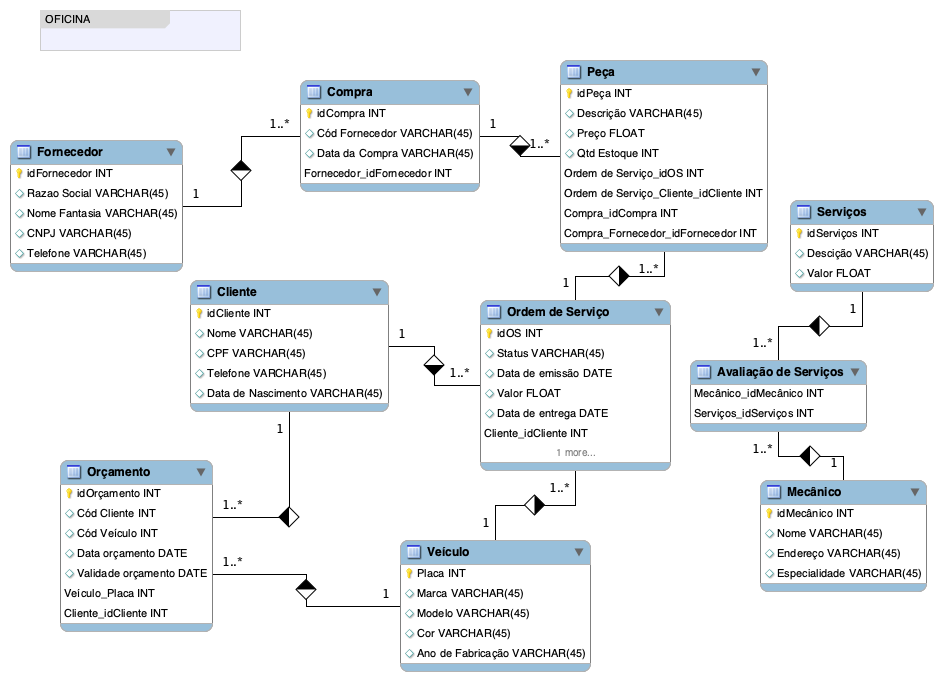 OFICINA
Fornecedor
idFornecedor INT
Razao Social VARCHAR(45)
Nome Fantasia VARCHAR(45)
CNPJ VARCHAR(45)
Telefone VARCHAR(45)
1
1..*
Compra
idCompra INT
Cód Fornecedor VARCHAR(45)
Data da Compra VARCHAR(45)
Fornecedor_idFornecedor INT
1
1..*
Peça
idPeça INT
Descrição VARCHAR(45)
Preço FLOAT
Qtd Estoque INT
Ordem de Serviço_idOS INT
Ordem de Serviço_Cliente_idCliente INT
Compra_idCompra INT
Compra_Fornecedor_idFornecedor INT
1..*
1
Serviços
idServiços INT
Descição VARCHAR(45)
Valor FLOAT
1
1..*
Cliente
idCliente INT
Nome VARCHAR(45)
CPF VARCHAR(45)
Telefone VARCHAR(45)
Data de Nascimento VARCHAR(45)
1
1..*
1
1..*
Ordem de Serviço
idOS INT
Status VARCHAR(45)
Data de emissão DATE
Valor FLOAT
Data de entrega DATE
Cliente_idCliente INT
1 more...
1..*
1
Avaliação de Serviços
Mecânico_idMecânico INT
Serviços_idServiços INT
1..*
1
Orçamento
idOrçamento INT
Cód Cliente INT
Cód Veículo INT
Data orçamento DATE
Validade orçamento DATE
Veículo_Placa INT
Cliente_idCliente INT
1..*
1
Veículo
Placa INT
Marca VARCHAR(45)
Modelo VARCHAR(45)
Cor VARCHAR(45)
Ano de Fabricação VARCHAR(45)
Mecânico
idMecânico INT
Nome VARCHAR(45)
Endereço VARCHAR(45)
Especialidade VARCHAR(45)